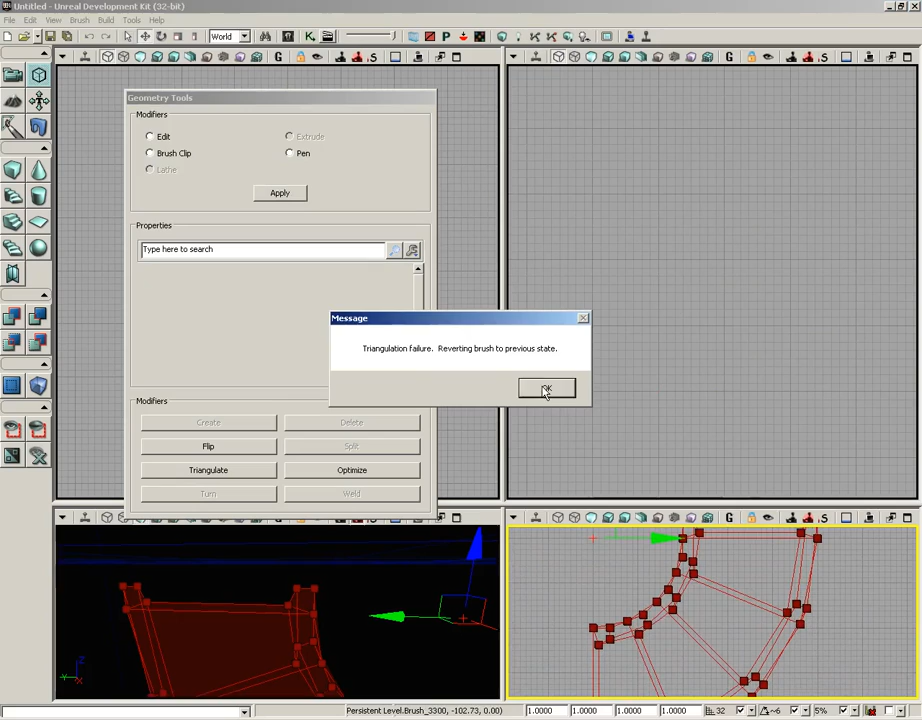 Untitled - Unreal Development Kit (32-bit)
File Edit View Brush Build Tools Help
World
G
G
Geometry Tools
Modifiers
Edit
Extrude
Brush Clip
Pen
Lathe
Apply
Properties
Type here to search
Message
Triangulation failure. Reverting brush to previous state.
OK
Modifiers
Create
Delete
Flip
Split
Triangulate
Optimize
Turn
Weld
G
G
Z
Y
Persistent Level.Brush_3300, -102.73, 0.00)
1.0000
1.0000
1.0000
1.0000
32
~6
5%